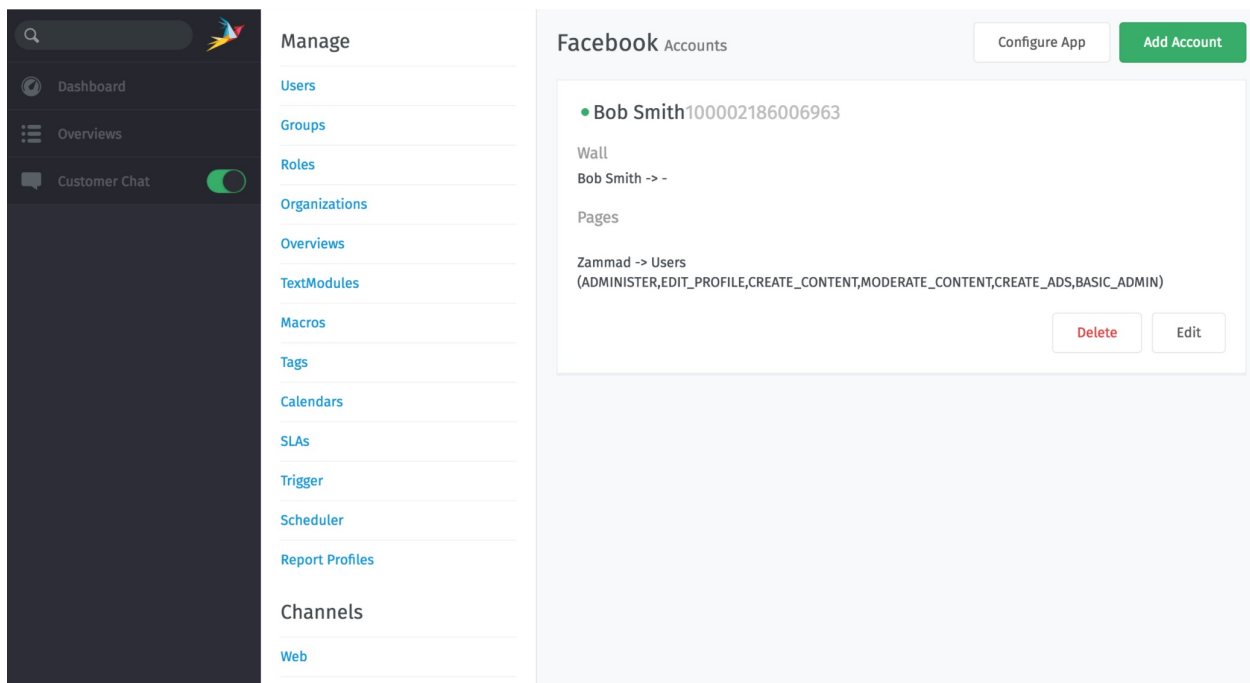 Dashboard
Overviews
Customer Chat
Manage
Users
Groups
Roles
Organizations
Overviews
TextModules
Macros
Tags
Calendars
SLAs
Trigger
Scheduler
Report Profiles
Channels
Web
Facebook Accounts
Configure App
Add Account
Bob Smith100002186006963
Wall
Bob Smith -> -
Pages
Zammad -> Users
(ADMINISTER,EDIT_PROFILE,CREATE_CONTENT,MODERATE_CONTENT,CREATE_ADS,BASIC_ADMIN)
Delete
Edit